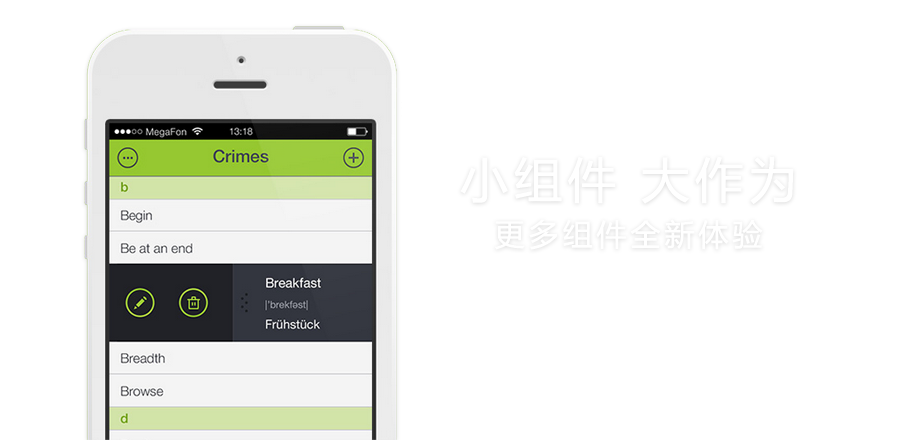 MegaFon 13:18
Crimes
b
Begin
Be at an end
Breakfast
|'brekfəst|
Frühstück
Breadth
Browse
d
小组件 大作为
更多组件全新体验